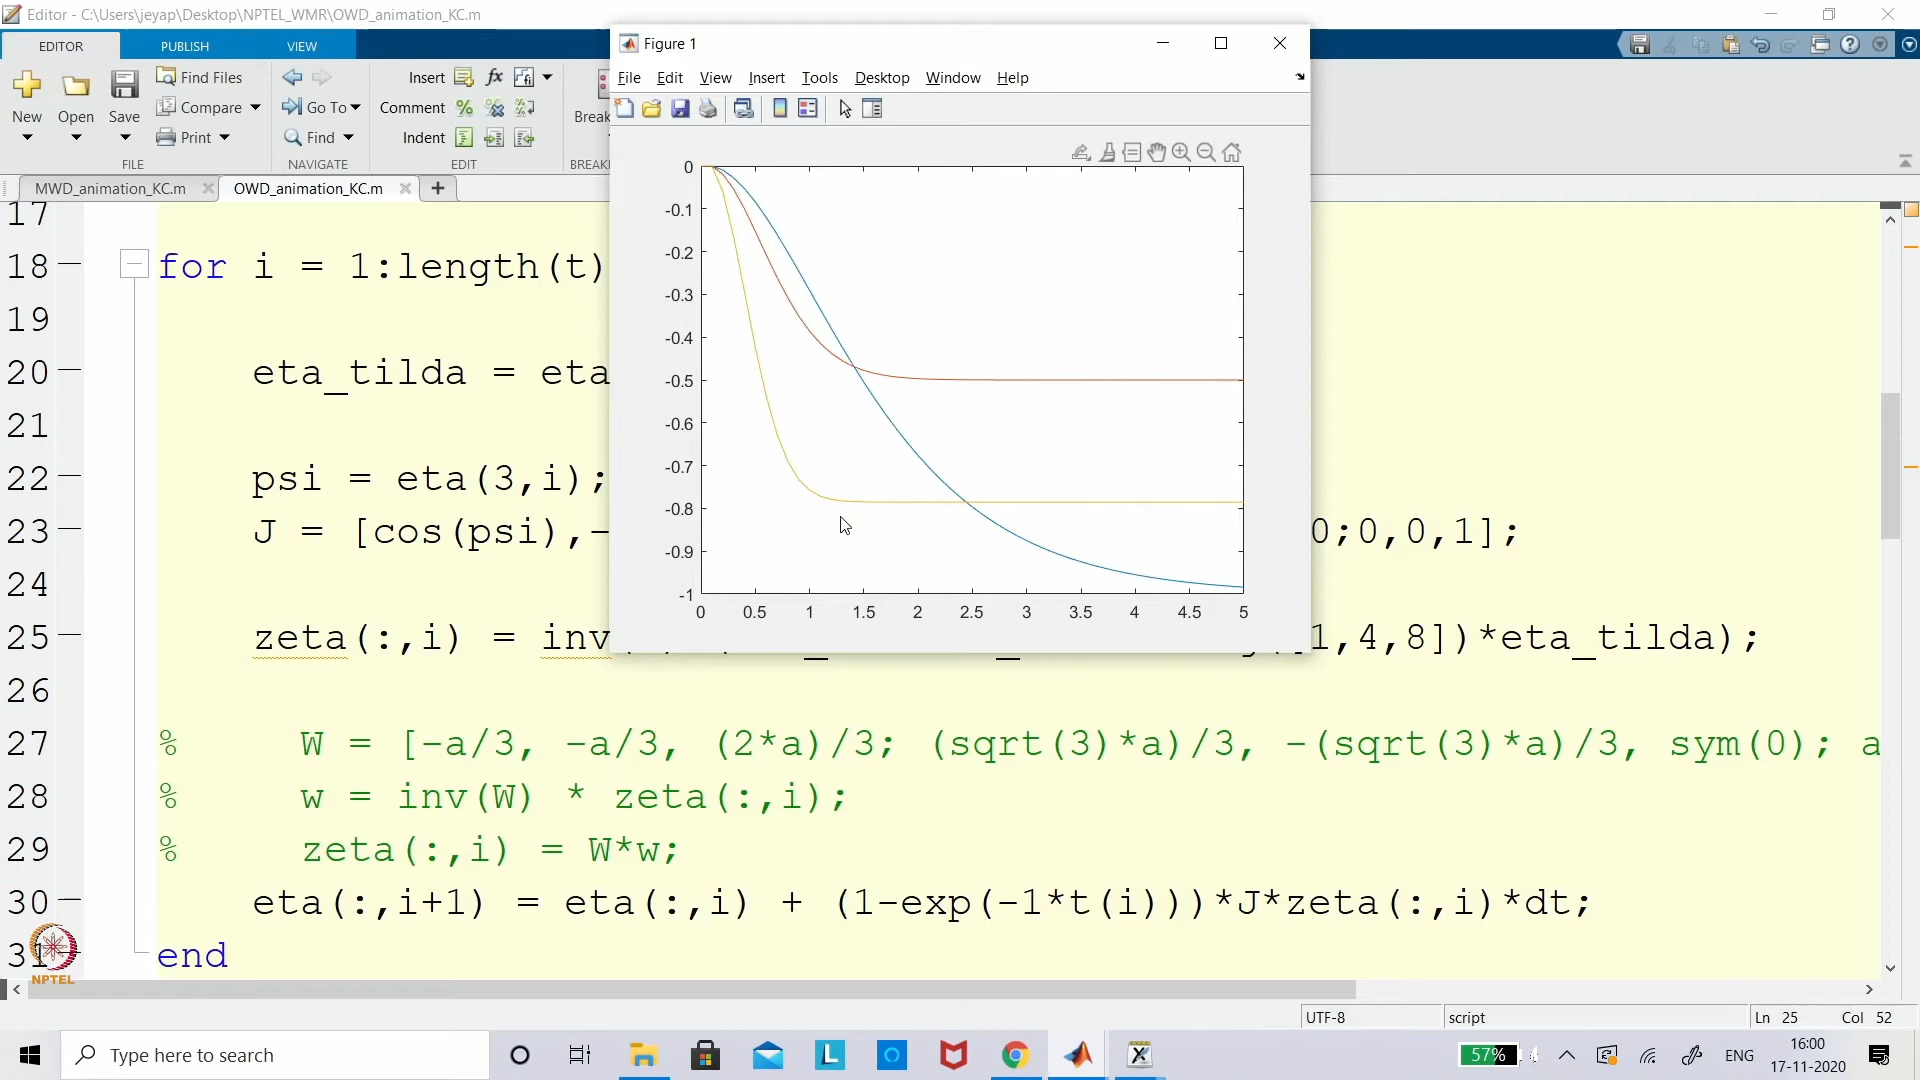 Editor - C:\Users\jeyap\Desktop\NPTEL_WMR\OWD_animation_KC.m
EDITOR PUBLISH VIEW
New
Open
Save
Find Files
Compare
Print
FILE
Go To
Find
NAVIGATE
Insert
Comment
Indent
EDIT
Break
BREAK
MWD_animation_KC.m
OWD_animation_KC.m
Figure 1
File Edit View Insert Tools Desktop Window Help
0
-0.1
-0.2
-0.3
-0.4
-0.5
-0.6
-0.7
-0.8
-0.9
-1
0 0.5 1 1.5 2 2.5 3 3.5 4 4.5 5
17
18 for i = 1:length(t)
19
20 eta_tilda = eta
21
22 psi = eta(3,i);
23 J = [cos(psi),- 0;0,0,1];
24
25 zeta(:,i) = inv 1,4,8])*eta_tilda);
26
27 % W = [-a/3, -a/3, (2*a)/3; (sqrt(3)*a)/3, -(sqrt(3)*a)/3, sym(0); a
28 % w = inv(W) * zeta(:,i);
29 % zeta(:,i) = W*w;
30 eta(:,i+1) = eta(:,i) + (1-exp(-1*t(i)))*J*zeta(:,i)*dt;
31 end
NPTEL
UTF-8 script Ln 25 Col 52
Type here to search
57%
ENG
16:00
17-11-2020